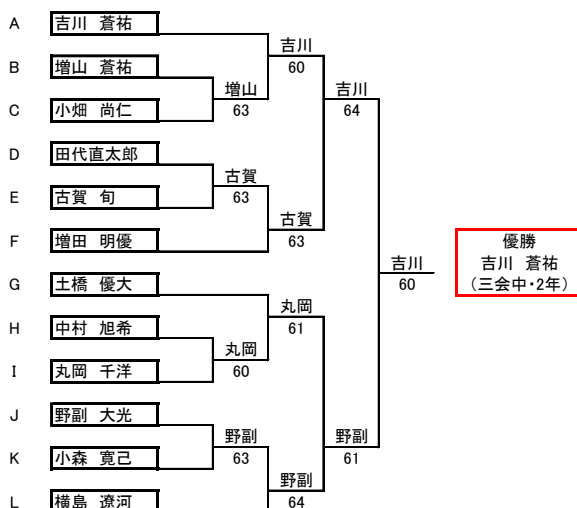 A 吉川 蒼祐
吉川
B 増山 蒼祐 60
増山 吉川
C 小畑 尚仁 63 64
D 田代直太郎
古賀
E 古賀 旬 63
古賀
F 増田 明優 63
優勝
吉川 吉川 蒼祐
G 土橋 優大 60 (三会中・2年)
丸岡
H 中村 旭希 61
丸岡
I 丸岡 千洋 60
J 野副 大光
野副 野副
K 小森 寛己 63 61
野副
L 横島 遼河 64